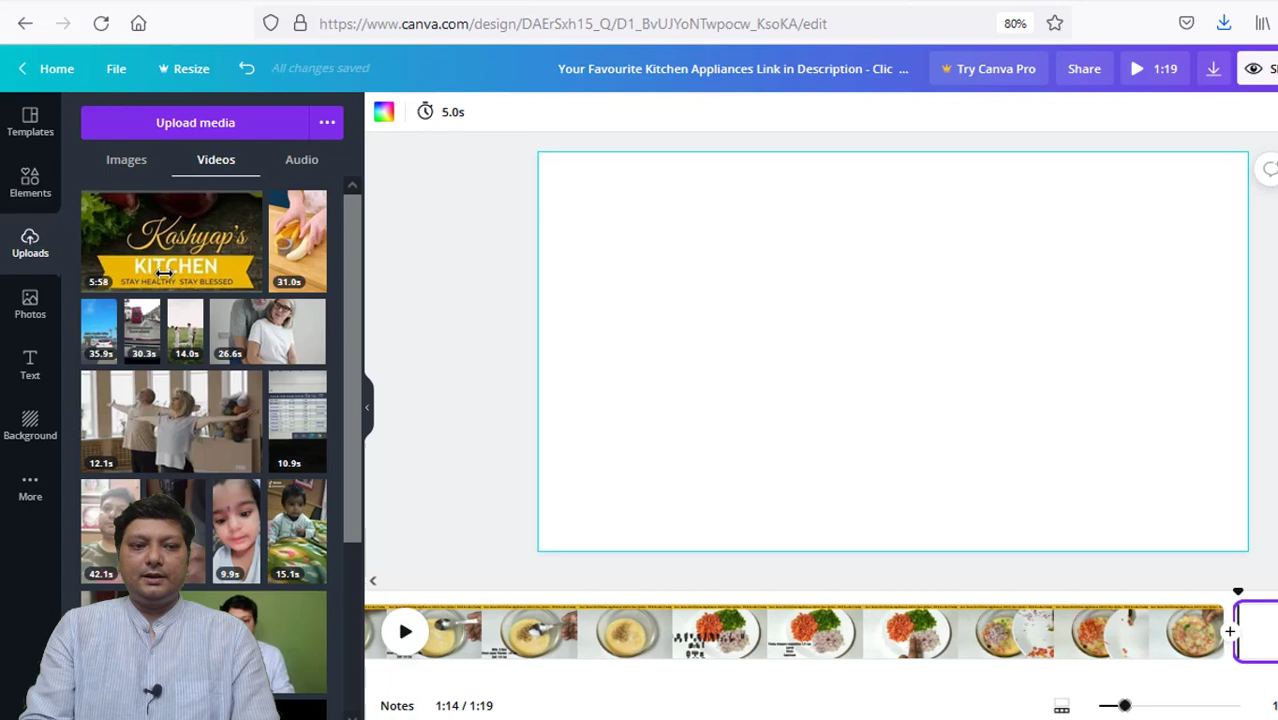 https://www.canva.com/design/DAErSxh15_Q/D1_BvUJYoNTwpocw_KsoKA/edit
80%
Home
File
Resize
All changes saved
Your Favourite Kitchen Appliances Link in Description - Clic ...
Try Canva Pro
Share
1:19
Templates
Elements
Uploads
Photos
Text
Background
More
Upload media
Images
Videos
Audio
5.0s
Kashyap's
KITCHEN
STAY HEALTHY STAY BLESSED
5:58
31.0s
35.9s
30.3s
14.0s
26.6s
12.1s
10.9s
42.1s
9.9s
15.1s
Notes
1:14 / 1:19